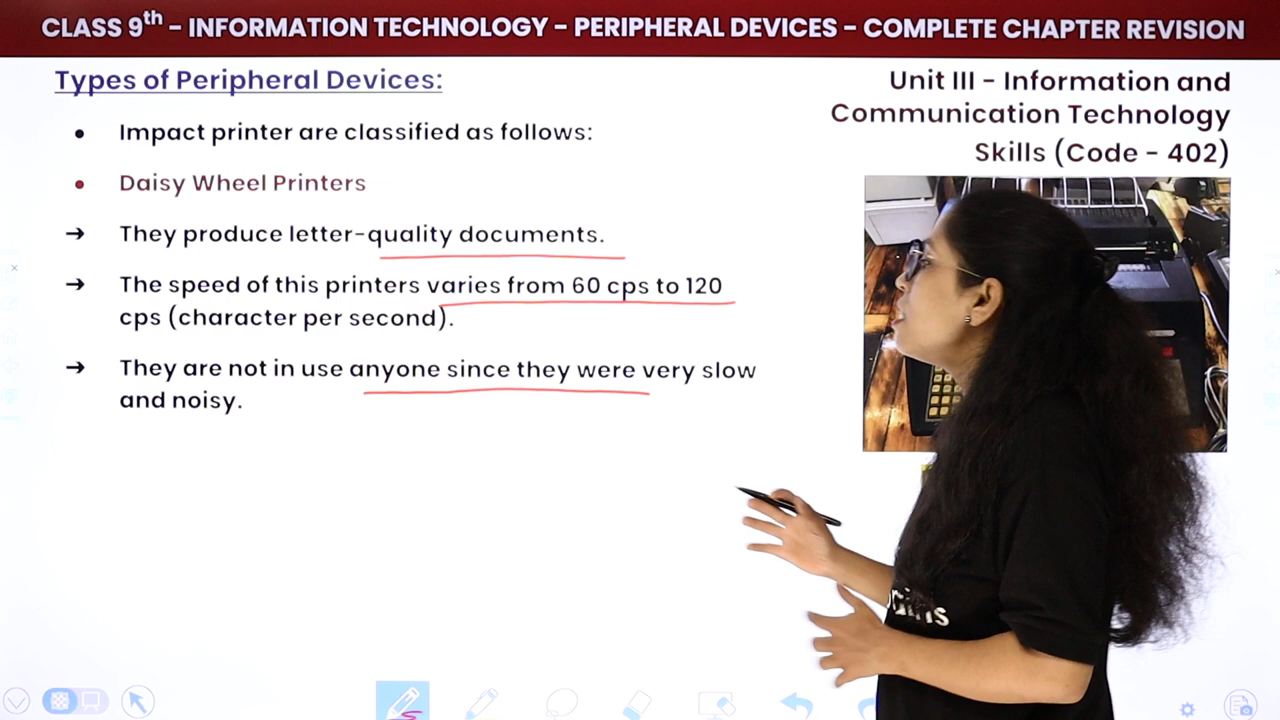 CLASS 9th - INFORMATION TECHNOLOGY - PERIPHERAL DEVICES - COMPLETE CHAPTER REVISION
Types of Peripheral Devices:
• Impact printer are classified as follows:
• Daisy Wheel Printers
→ They produce letter-quality documents.
→ The speed of this printers varies from 60 cps to 120
cps (character per second).
→ They are not in use anyone since they were very slow
and noisy.
Unit III - Information and
Communication Technology
Skills (Code - 402)